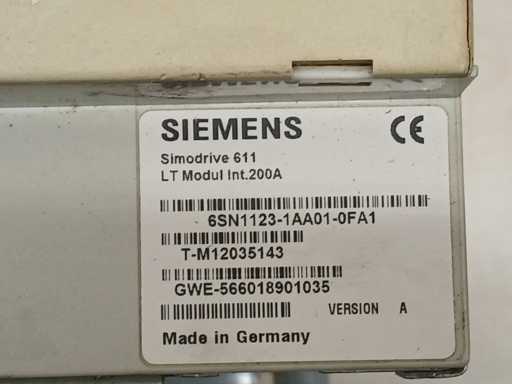 SIEMENS
CE
Simodrive 611
LT Modul Int.200A
6SN1123-1AA01-0FA1
T-M12035143
GWE-566018901035
VERSION A
Made in Germany